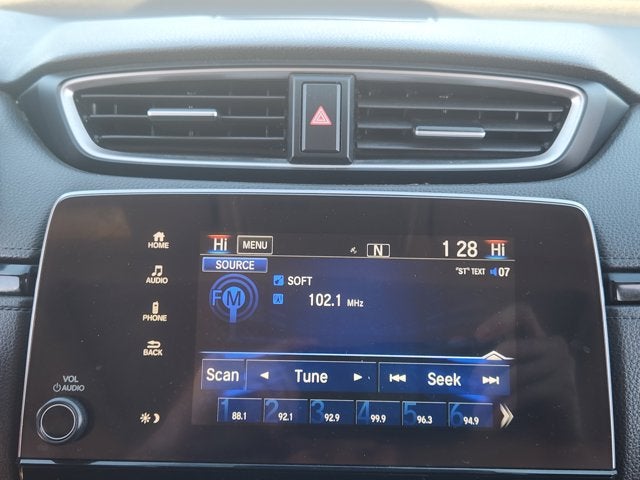 HOME
AUDIO
PHONE
BACK
VOL
AUDIO
Hi MENU N 1 28 Hi
SOURCE "ST" TEXT 07
FM SOFT
102.1 MHz
Scan Tune Seek
1 88.1 2 92.1 3 92.9 4 99.9 5 96.3 6 94.9